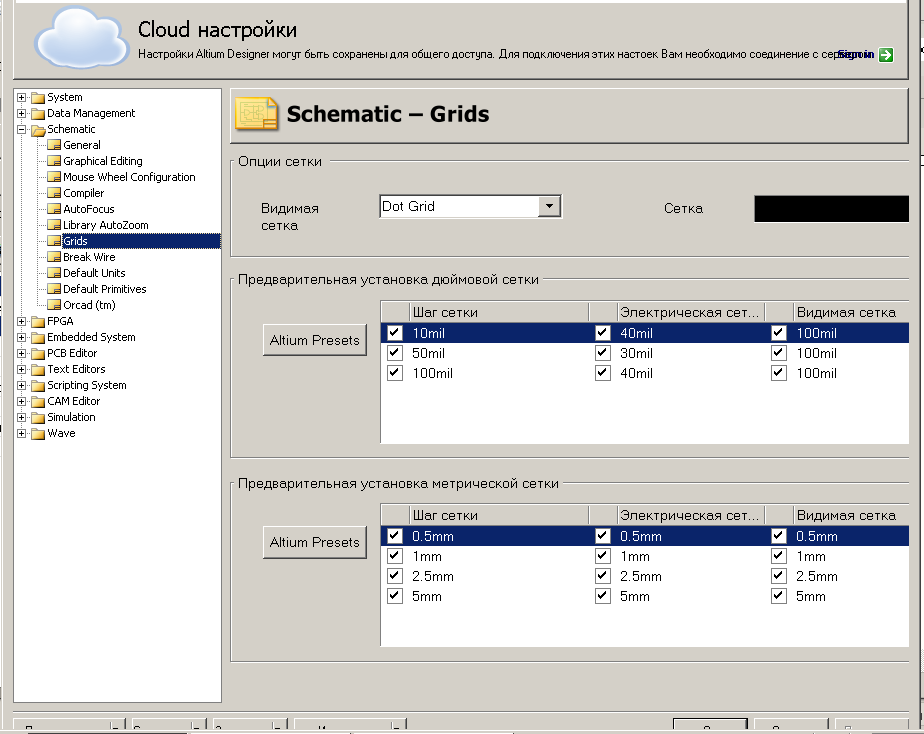 Cloud настройки
Настройки Altium Designer могут быть сохранены для общего доступа. Для подключения этих настоек Вам необходимо соединение с Sign in
System
Data Management
Schematic
General
Graphical Editing
Mouse Wheel Configuration
Compiler
AutoFocus
Library AutoZoom
Grids
Break Wire
Default Units
Default Primitives
Orcad (tm)
FPGA
Embedded System
PCB Editor
Text Editors
Scripting System
CAM Editor
Simulation
Wave
Schematic – Grids
Опции сетки
Видимая
сетка
Dot Grid
Сетка
Предварительная установка дюймовой сетки
Altium Presets
Шаг сетки Электрическая сет... Видимая сетка
10mil 40mil 100mil
50mil 30mil 100mil
100mil 40mil 100mil
Предварительная установка метрической сетки
Altium Presets
Шаг сетки Электрическая сет... Видимая сетка
0.5mm 0.5mm 0.5mm
1mm 1mm 1mm
2.5mm 2.5mm 2.5mm
5mm 5mm 5mm